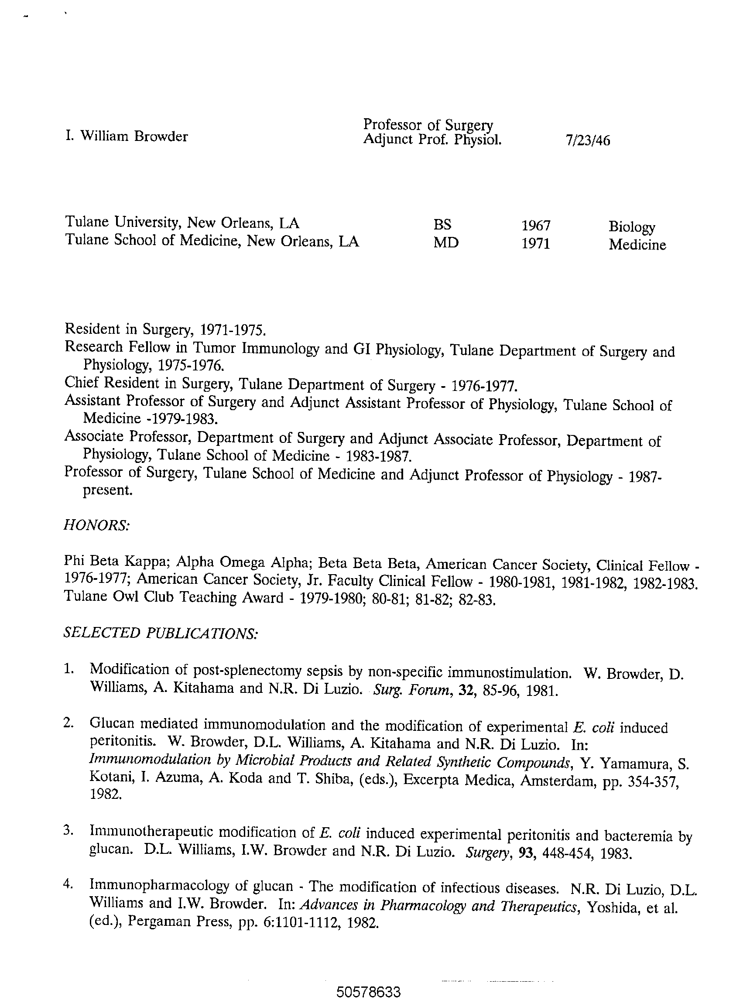 Professor of Surgery
I. William Browder Adjunct Prof. Physiol. 7/23/46
Tulane University, New Orleans, LA BS 1967 Biology
Tulane School of Medicine, New Orleans, LA MD 1971 Medicine
Resident in Surgery, 1971-1975.
Research Fellow in Tumor Immunology and GI Physiology, Tulane Department of Surgery and
Physiology, 1975-1976.
Chief Resident in Surgery, Tulane Department of Surgery - 1976-1977.
Assistant Professor of Surgery and Adjunct Assistant Professor of Physiology, Tulane School of
Medicine -1979-1983.
Associate Professor, Department of Surgery and Adjunct Associate Professor, Department of
Physiology, Tulane School of Medicine - 1983-1987.
Professor of Surgery, Tulane School of Medicine and Adjunct Professor of Physiology - 1987-
present.
HONORS:
Phi Beta Kappa; Alpha Omega Alpha; Beta Beta Beta, American Cancer Society, Clinical Fellow -
1976-1977; American Cancer Society, Jr. Faculty Clinical Fellow - 1980-1981, 1981-1982, 1982-1983.
Tulane Owl Club Teaching Award - 1979-1980; 80-81; 81-82; 82-83.
SELECTED PUBLICATIONS:
1. Modification of post-splenectomy sepsis by non-specific immunostimulation. W. Browder, D.
Williams, A. Kitahama and N.R. Di Luzio. Surg. Forum, 32, 85-96, 1981.
2. Glucan mediated immunomodulation and the modification of experimental E. coli induced
peritonitis. W. Browder, D.L. Williams, A. Kitahama and N.R. Di Luzio. In:
Immunomodulation by Microbial Products and Related Synthetic Compounds, Y. Yamamura, S.
Kotani, I. Azuma, A. Koda and T. Shiba, (eds.), Excerpta Medica, Amsterdam, pp. 354-357,
1982.
3. Immunotherapeutic modification of E. coli induced experimental peritonitis and bacteremia by
glucan. D.L. Williams, I.W. Browder and N.R. Di Luzio. Surgery, 93, 448-454, 1983.
4. Immunopharmacology of glucan - The modification of infectious diseases. N.R. Di Luzio, D.L.
Williams and I.W. Browder. In: Advances in Pharmacology and Therapeutics, Yoshida, et al.
(ed.), Pergaman Press, pp. 6:1101-1112, 1982.
50578633